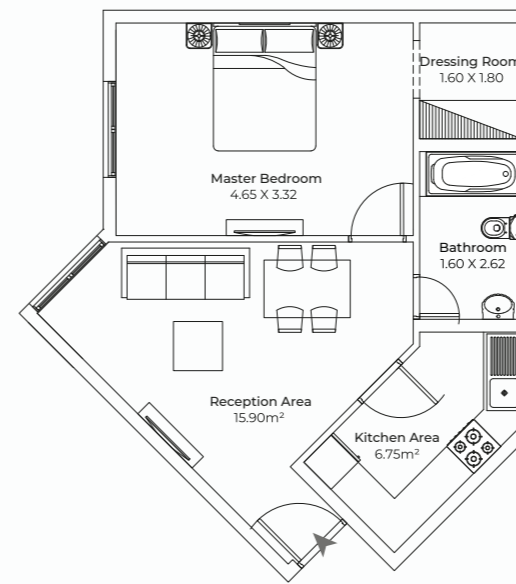 Dressing Room
1.60 X 1.80
Master Bedroom
4.65 X 3.32
Bathroom
1.60 X 2.62
Reception Area
15.90m²
Kitchen Area
6.75m²